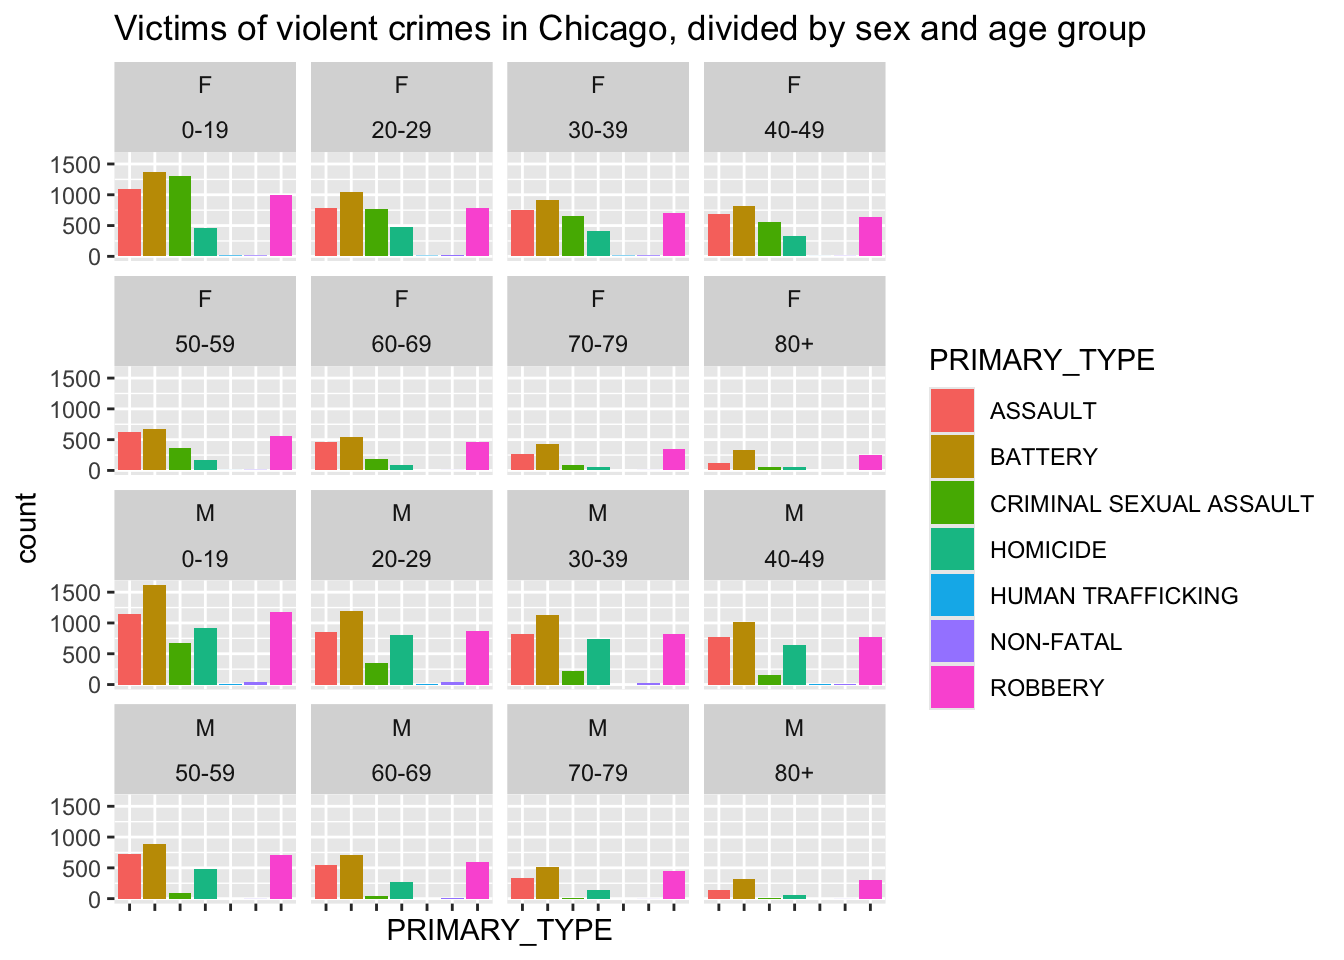 Victims of violent crimes in Chicago, divided by sex and age group
F F F F
0-19 20-29 30-39 40-49
1500
1000
500
0
F F F F
50-59 60-69 70-79 80+
1500
1000
500
0
M M M M
0-19 20-29 30-39 40-49
1500
1000
500
0
M M M M
50-59 60-69 70-79 80+
1500
1000
500
0
count
PRIMARY_TYPE
PRIMARY_TYPE
ASSAULT
BATTERY
CRIMINAL SEXUAL ASSAULT
HOMICIDE
HUMAN TRAFFICKING
NON-FATAL
ROBBERY